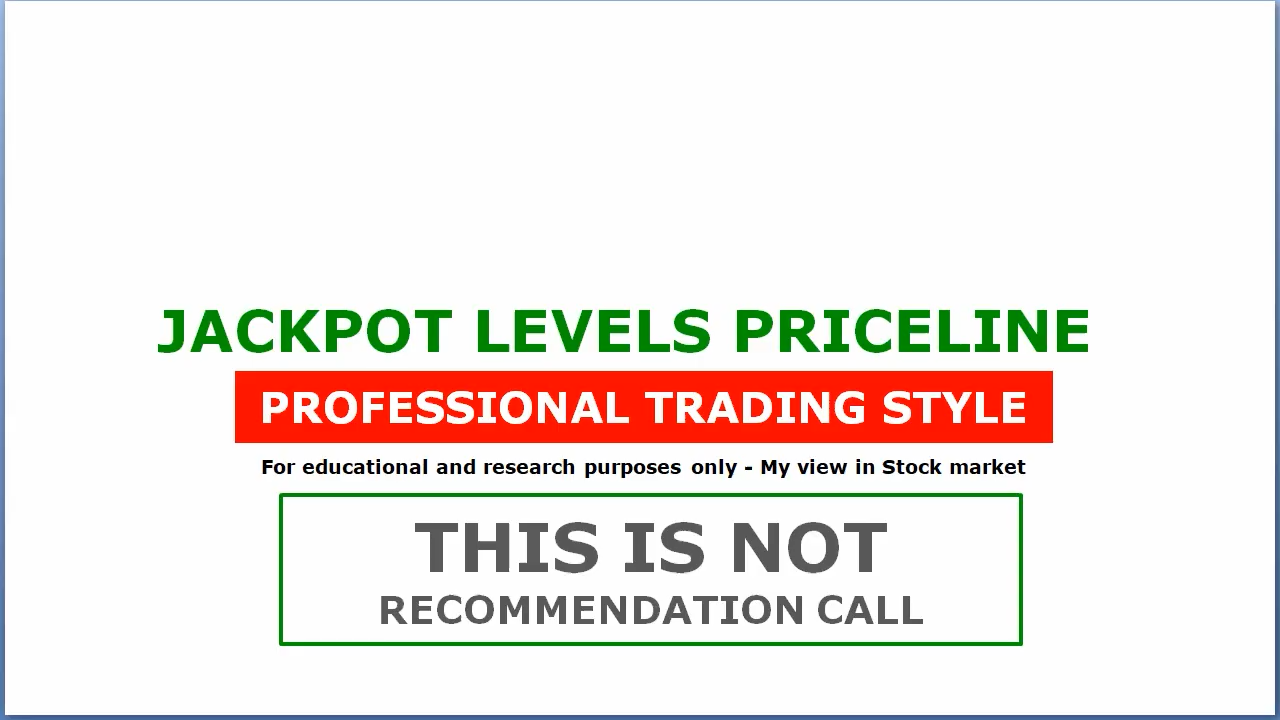 JACKPOT LEVELS PRICELINE
PROFESSIONAL TRADING STYLE
For educational and research purposes only - My view in Stock market
THIS IS NOT
RECOMMENDATION CALL